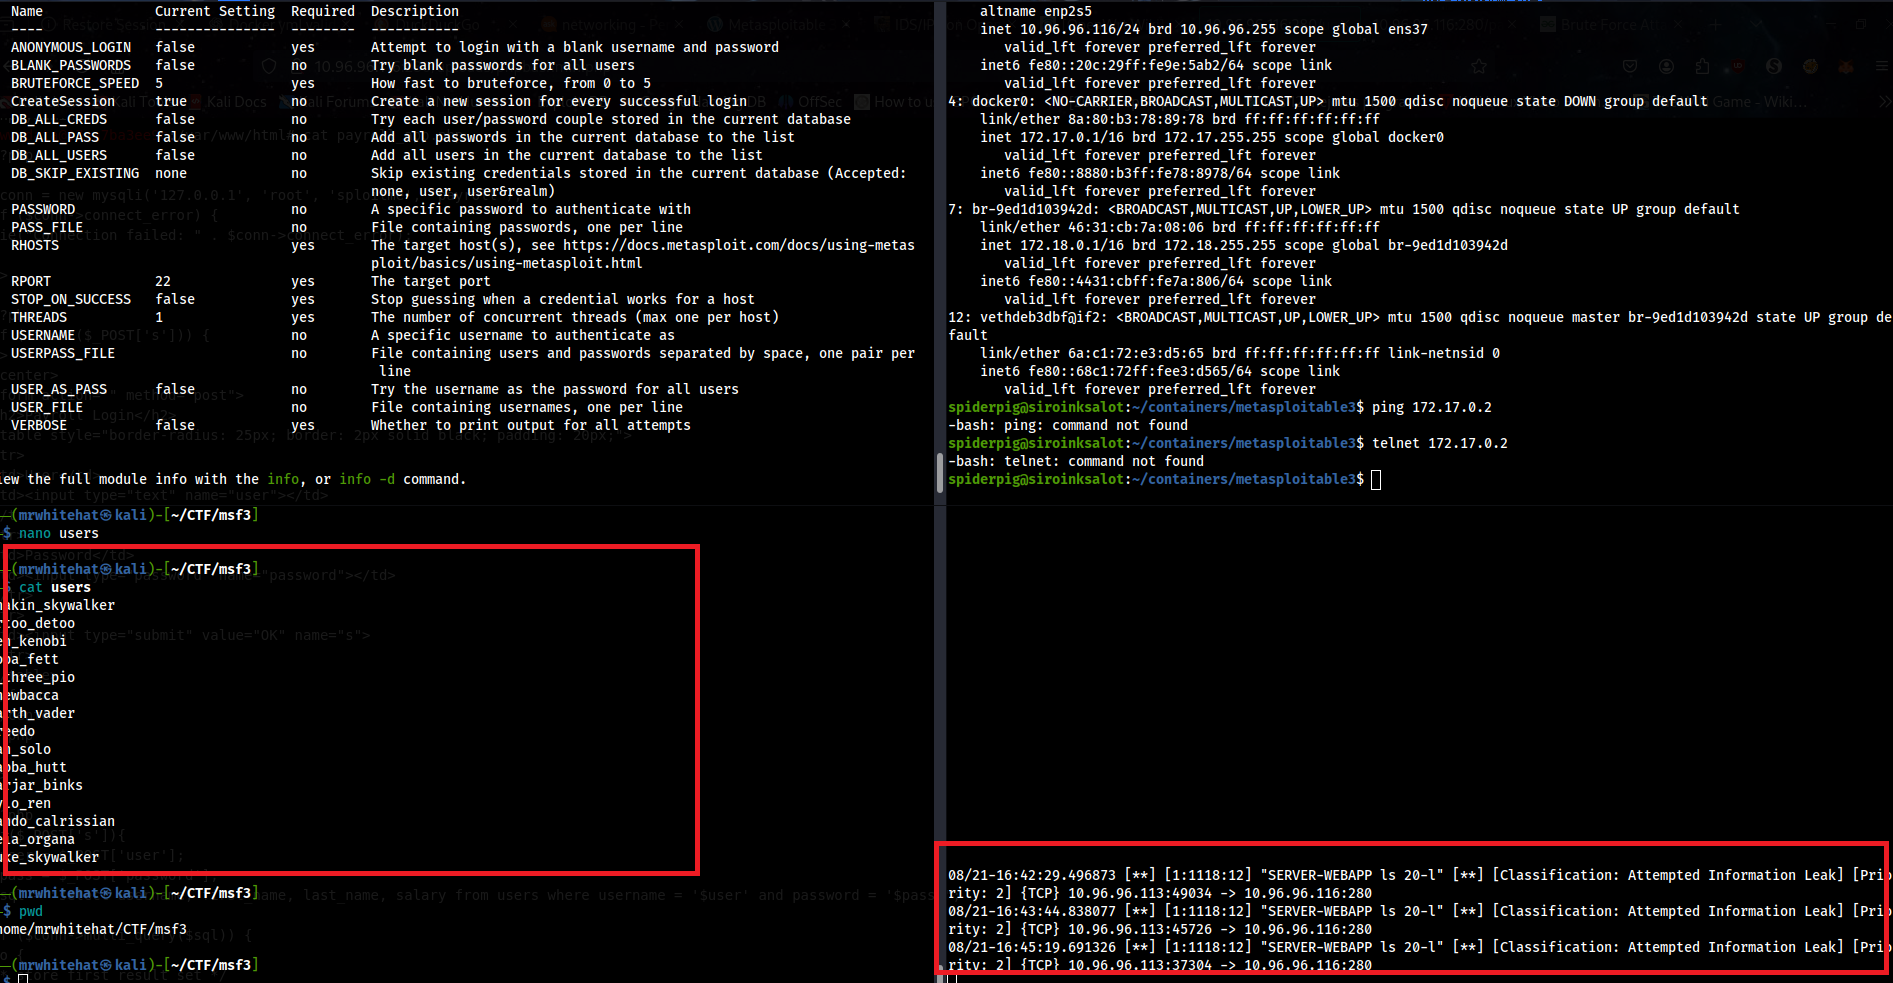 Name Current Setting Required Description
---- --------------- -------- -----------
ANONYMOUS_LOGIN false yes Attempt to login with a blank username and password
BLANK_PASSWORDS false no Try blank passwords for all users
BRUTEFORCE_SPEED 5 yes How fast to bruteforce, from 0 to 5
CreateSession true no Create a new session for every successful login
DB_ALL_CREDS false no Try each user/password couple stored in the current database
DB_ALL_PASS false no Add all passwords in the current database to the list
DB_ALL_USERS false no Add all users in the current database to the list
DB_SKIP_EXISTING none no Skip existing credentials stored in the current database (Accepted:
none, user, user&realm)
PASSWORD no A specific password to authenticate with
PASS_FILE no File containing passwords, one per line
RHOSTS yes The target host(s), see https://docs.metasploit.com/docs/using-metas
ploit/basics/using-metasploit.html
RPORT 22 yes The target port
STOP_ON_SUCCESS false yes Stop guessing when a credential works for a host
THREADS 1 yes The number of concurrent threads (max one per host)
USERNAME no A specific username to authenticate as
USERPASS_FILE no File containing users and passwords separated by space, one pair per
line
USER_AS_PASS false no Try the username as the password for all users
USER_FILE no File containing usernames, one per line
VERBOSE false yes Whether to print output for all attempts
iew the full module info with the info, or info -d command.
(mrwhitehat㉿kali)-[~/CTF/msf3]
$ nano users
(mrwhitehat㉿kali)-[~/CTF/msf3]
$ cat users
nakin_skywalker
rtoo_detoo
en_kenobi
oba_fett
_three_pio
hewbacca
arth_vader
reedo
an_solo
abba_hutt
arjar_binks
ylo_ren
ando_calrissian
eia_organa
uke_skywalker
(mrwhitehat㉿kali)-[~/CTF/msf3]
$ pwd
home/mrwhitehat/CTF/msf3
(mrwhitehat㉿kali)-[~/CTF/msf3]
$
altname enp2s5
inet 10.96.96.116/24 brd 10.96.96.255 scope global ens37
valid_lft forever preferred_lft forever
inet6 fe80::20c:29ff:fe9e:5ab2/64 scope link
valid_lft forever preferred_lft forever
4: docker0: <NO-CARRIER,BROADCAST,MULTICAST,UP> mtu 1500 qdisc noqueue state DOWN group default
link/ether 8a:80:b3:78:89:78 brd ff:ff:ff:ff:ff:ff
inet 172.17.0.1/16 brd 172.17.255.255 scope global docker0
valid_lft forever preferred_lft forever
inet6 fe80::8880:b3ff:fe78:8978/64 scope link
valid_lft forever preferred_lft forever
7: br-9ed1d103942d: <BROADCAST,MULTICAST,UP,LOWER_UP> mtu 1500 qdisc noqueue state UP group default
link/ether 46:31:cb:7a:08:06 brd ff:ff:ff:ff:ff:ff
inet 172.18.0.1/16 brd 172.18.255.255 scope global br-9ed1d103942d
valid_lft forever preferred_lft forever
inet6 fe80::4431:cbff:fe7a:806/64 scope link
valid_lft forever preferred_lft forever
12: vethdeb3dbf@if2: <BROADCAST,MULTICAST,UP,LOWER_UP> mtu 1500 qdisc noqueue master br-9ed1d103942d state UP group de
fault
link/ether 6a:c1:72:e3:d5:65 brd ff:ff:ff:ff:ff:ff link-netnsid 0
inet6 fe80::68c1:72ff:fee3:d565/64 scope link
valid_lft forever preferred_lft forever
spiderpig@siroinksalot:~/containers/metasploitable3$ ping 172.17.0.2
-bash: ping: command not found
spiderpig@siroinksalot:~/containers/metasploitable3$ telnet 172.17.0.2
-bash: telnet: command not found
spiderpig@siroinksalot:~/containers/metasploitable3$
08/21-16:42:29.496873 [**] [1:1118:12] "SERVER-WEBAPP ls 20-l" [**] [Classification: Attempted Information Leak] [Prio
rity: 2] {TCP} 10.96.96.113:49034 -> 10.96.96.116:280
08/21-16:43:44.838077 [**] [1:1118:12] "SERVER-WEBAPP ls 20-l" [**] [Classification: Attempted Information Leak] [Prio
rity: 2] {TCP} 10.96.96.113:45726 -> 10.96.96.116:280
08/21-16:45:19.691326 [**] [1:1118:12] "SERVER-WEBAPP ls 20-l" [**] [Classification: Attempted Information Leak] [Prio
rity: 2] {TCP} 10.96.96.113:37304 -> 10.96.96.116:280